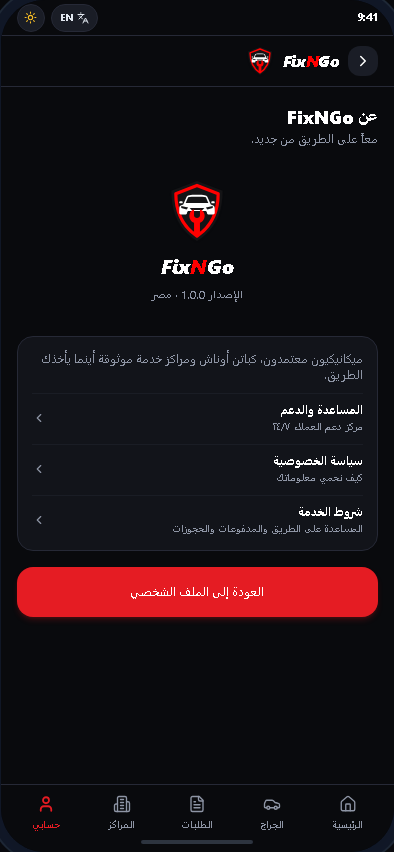 9:41
EN
FixNGo
عن FixNGo
معاً على الطريق من جديد.
FixNGo
الإصدار 1.0.0 · مصر
ميكانيكيون معتمدون، كباتن أوناش ومراكز خدمة موثوقة أينما يأخذك
الطريق.
المساعدة والدعم
مركز دعم العملاء ٢٤/٧
سياسة الخصوصية
كيف نحمي معلوماتك
شروط الخدمة
المساعدة على الطريق والمدفوعات والحجوزات
العودة إلى الملف الشخصي
الرئيسية
الجراج
الطلبات
المراكز
حسابي